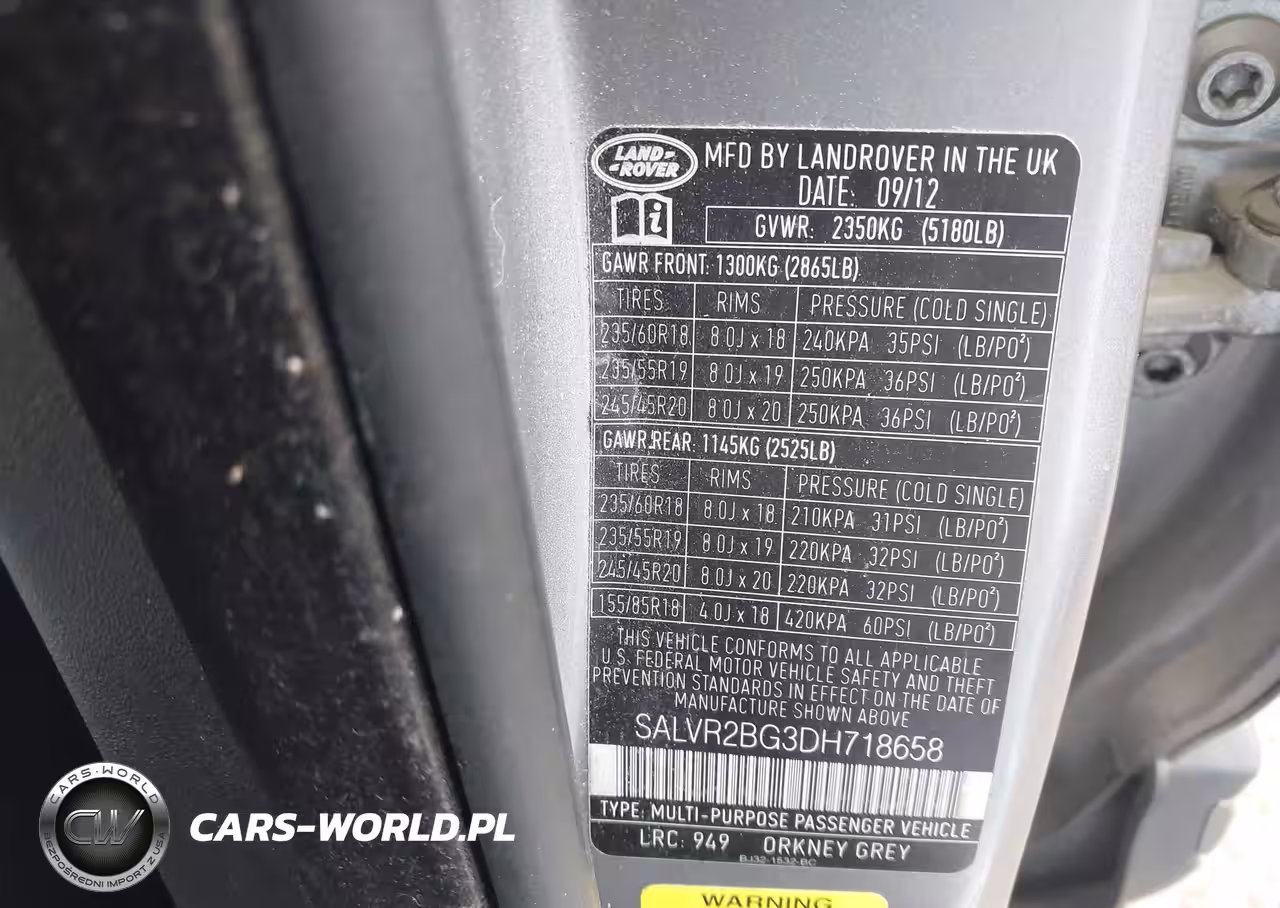 LAND ROVER
MFD BY LANDROVER IN THE UK
DATE: 09/12
GVWR: 2350KG (5180LB)
GAWR FRONT: 1300KG (2865LB)
TIRES RIMS PRESSURE (COLD SINGLE)
235/60R18 8.0J x 18 240KPA 35PSI (LB/PO²)
235/55R19 8.0J x 19 250KPA 36PSI (LB/PO²)
245/45R20 8.0J x 20 250KPA 36PSI (LB/PO²)
GAWR REAR: 1145KG (2525LB)
TIRES RIMS PRESSURE (COLD SINGLE)
235/60R18 8.0J x 18 210KPA 31PSI (LB/PO²)
235/55R19 8.0J x 19 220KPA 32PSI (LB/PO²)
245/45R20 8.0J x 20 220KPA 32PSI (LB/PO²)
155/85R18 4.0J x 18 420KPA 60PSI (LB/PO²)
THIS VEHICLE CONFORMS TO ALL APPLICABLE
U.S. FEDERAL MOTOR VEHICLE SAFETY AND THEFT
PREVENTION STANDARDS IN EFFECT ON THE DATE OF
MANUFACTURE SHOWN ABOVE
SALVR2BG3DH718658
TYPE: MULTI-PURPOSE PASSENGER VEHICLE
LRC: 949 ORKNEY GREY
BJ32-1532-BC
WARNING
CARS-WORLD
CW
BEZPOŚREDNI IMPORT Z USA
CARS-WORLD.PL